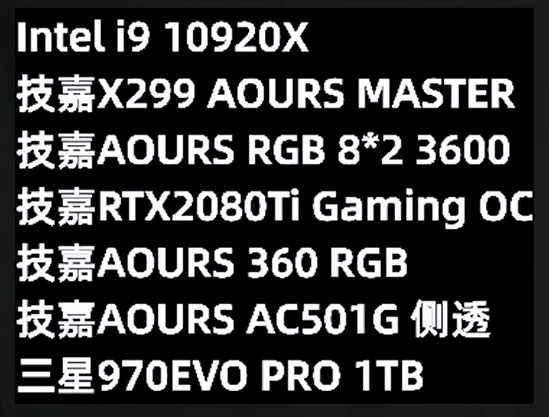 Intel i9 10920X
技嘉X299 AOURS MASTER
技嘉AOURS RGB 8*2 3600
技嘉RTX2080Ti Gaming OC
技嘉AOURS 360 RGB
技嘉AOURS AC501G 侧透
三星970EVO PRO 1TB